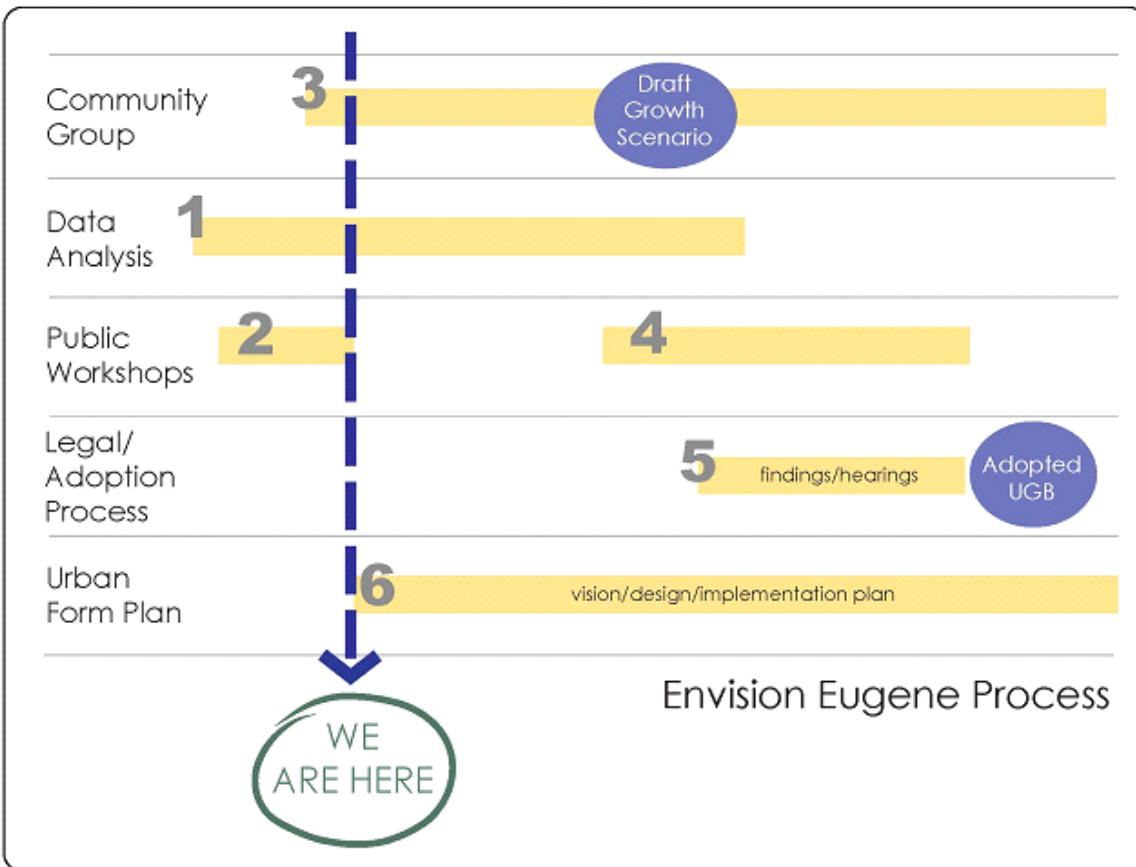 3
Community
Group
Draft
Growth
Scenario
1
Data
Analysis
2
4
Public
Workshops
Legal/
Adoption
Process
5
findings/hearings
Adopted
UGB
Urban
Form Plan
6
vision/design/implementation plan
Envision Eugene Process
WE
ARE HERE